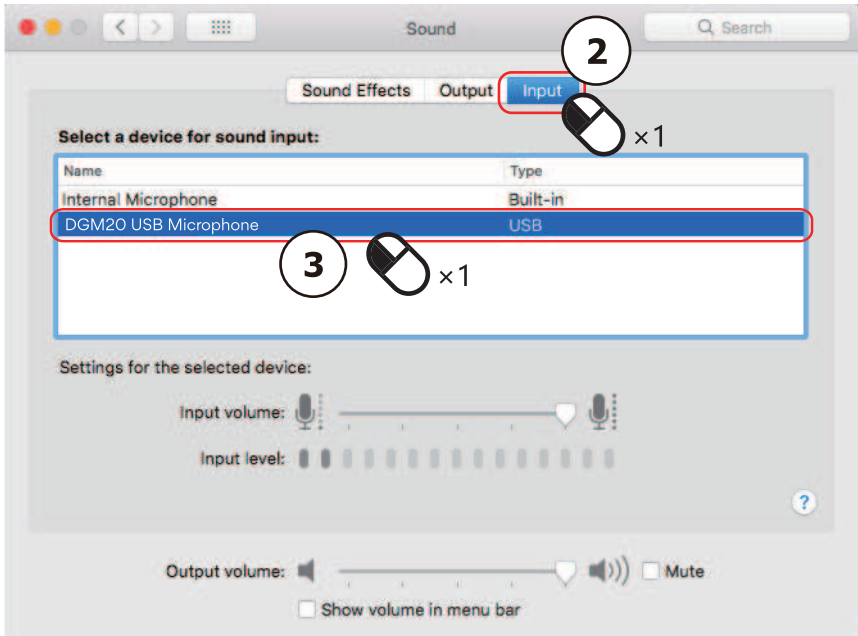 Sound
Search
2
Sound Effects Output Input
×1
Select a device for sound input:
Name Type
Internal Microphone Built-in
DGM20 USB Microphone USB
3 ×1
Settings for the selected device:
Input volume:
Input level:
?
Output volume: Mute
Show volume in menu bar